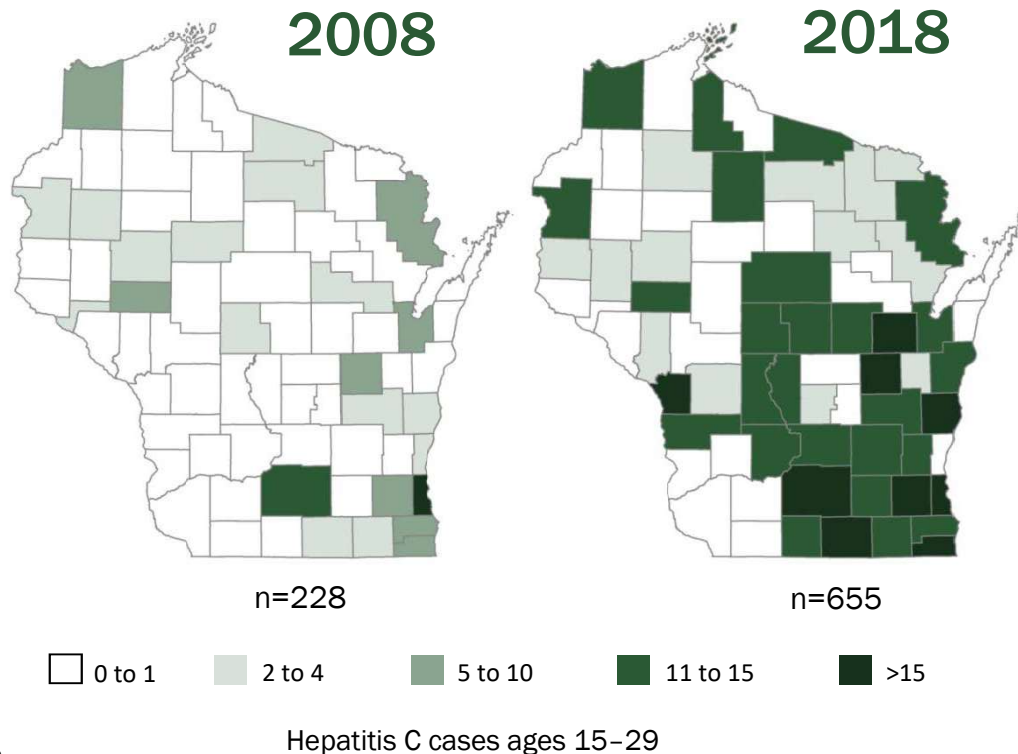 2008
2018
n=228
n=655
0 to 1
2 to 4
5 to 10
11 to 15
>15
Hepatitis C cases ages 15–29